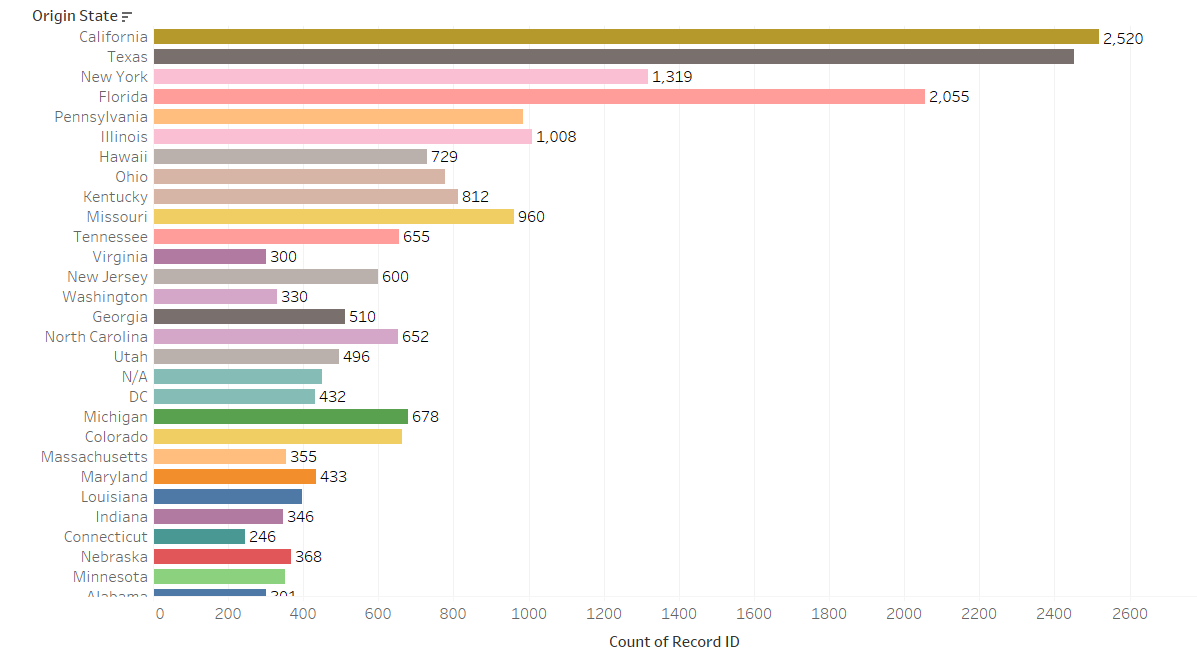 Origin State
California 2,520
Texas
New York 1,319
Florida 2,055
Pennsylvania
Illinois 1,008
Hawaii 729
Ohio
Kentucky 812
Missouri 960
Tennessee 655
Virginia 300
New Jersey 600
Washington 330
Georgia 510
North Carolina 652
Utah 496
N/A
DC 432
Michigan 678
Colorado
Massachusetts 355
Maryland 433
Louisiana
Indiana 346
Connecticut 246
Nebraska 368
Minnesota
Alabama 301
0 200 400 600 800 1000 1200 1400 1600 1800 2000 2200 2400 2600
Count of Record ID